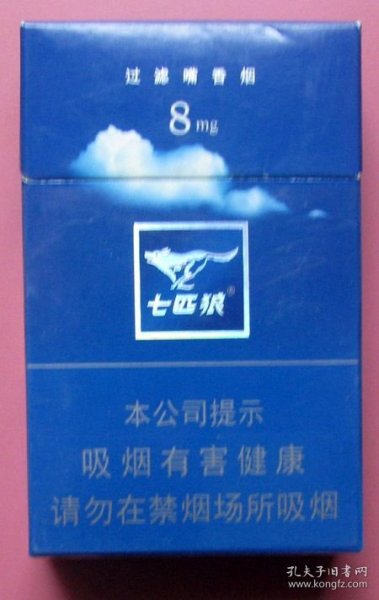 过滤嘴香烟
8mg
七匹狼®
本公司提示
吸烟有害健康
请勿在禁烟场所吸烟
孔夫子旧书网
www.kongfz.com